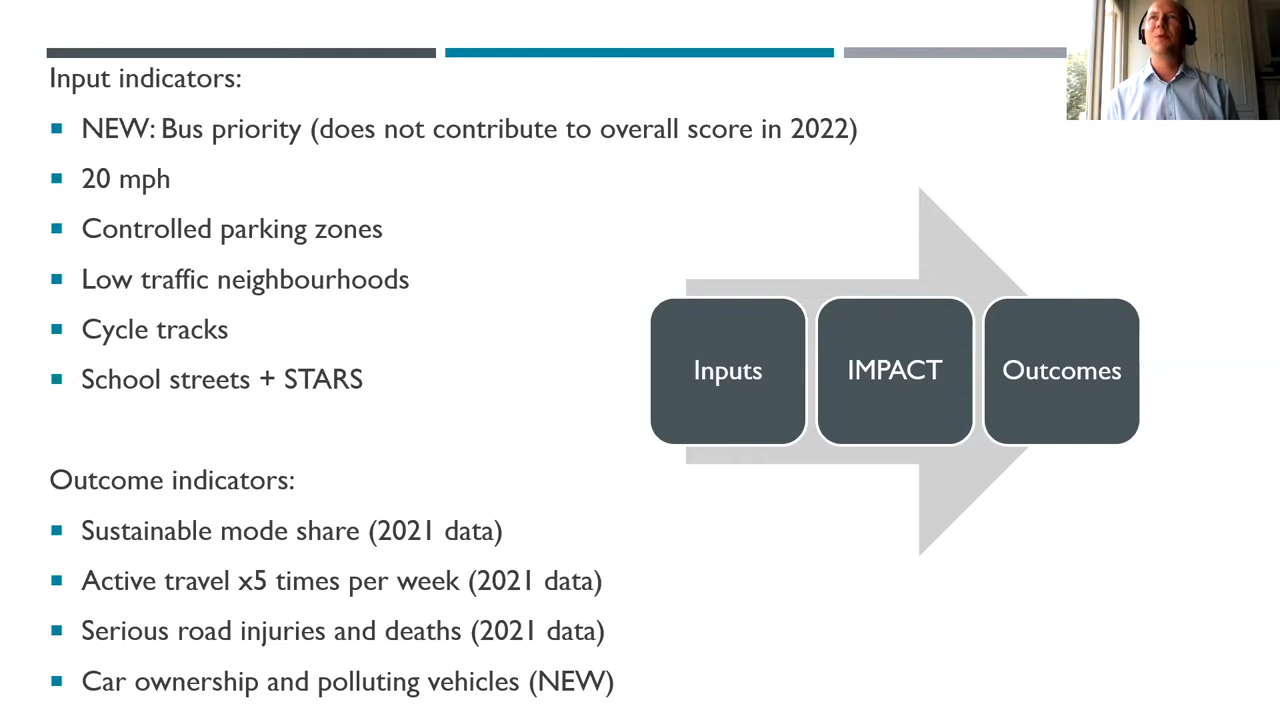 Input indicators:
NEW: Bus priority (does not contribute to overall score in 2022)
20 mph
Controlled parking zones
Low traffic neighbourhoods
Cycle tracks
School streets + STARS
Outcome indicators:
Sustainable mode share (2021 data)
Active travel x5 times per week (2021 data)
Serious road injuries and deaths (2021 data)
Car ownership and polluting vehicles (NEW)
Inputs
IMPACT
Outcomes